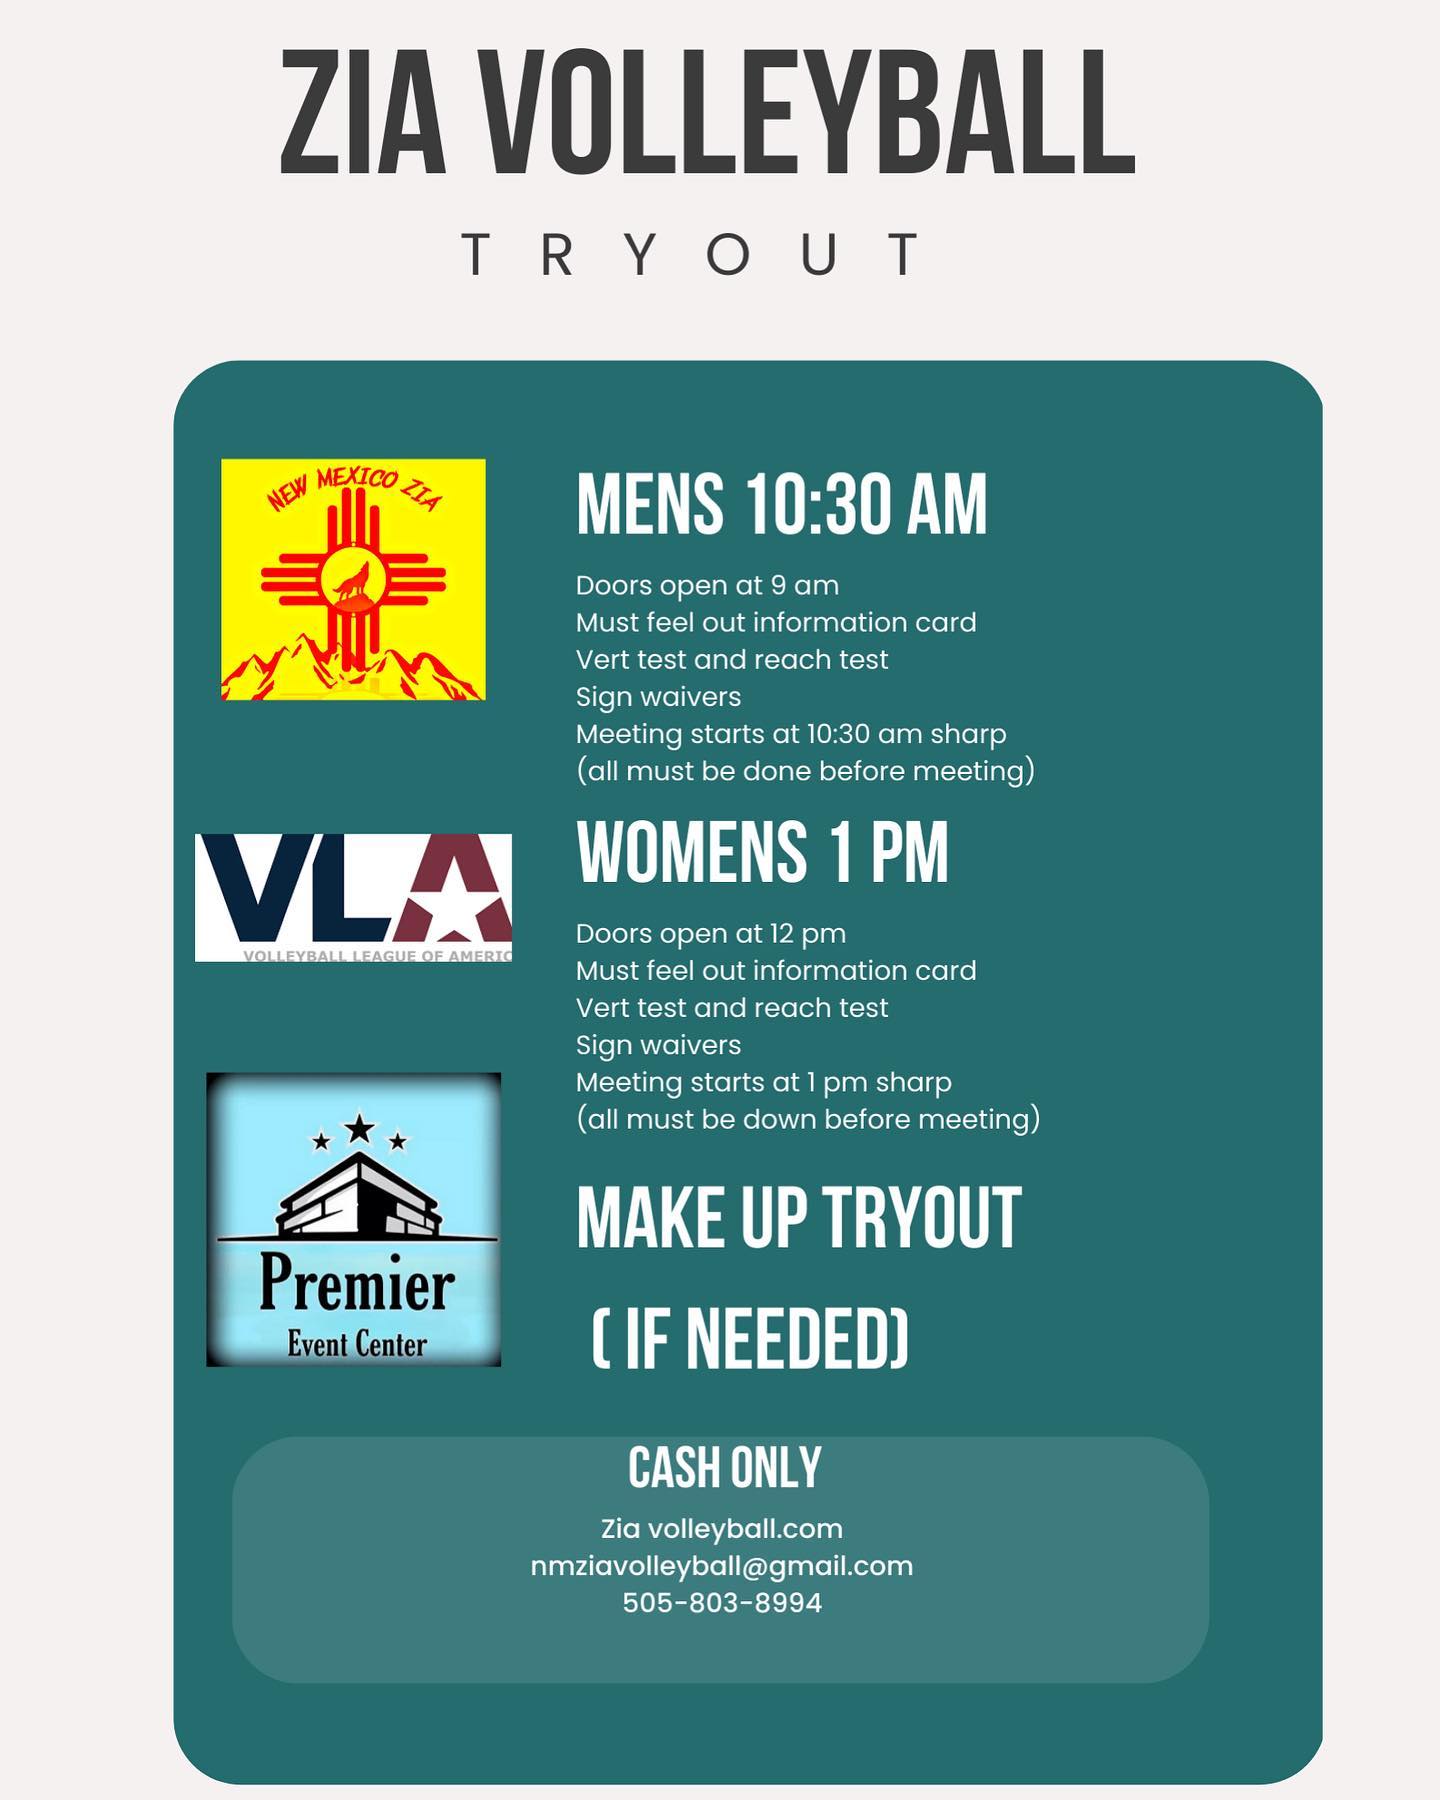 ZIA VOLLEYBALL
TRYOUT
NEW MEXICO ZIA
MENS 10:30 AM
Doors open at 9 am
Must feel out information card
Vert test and reach test
Sign waivers
Meeting starts at 10:30 am sharp
(all must be done before meeting)
VLA
VOLLEYBALL LEAGUE OF AMERIC
WOMENS 1 PM
Doors open at 12 pm
Must feel out information card
Vert test and reach test
Sign waivers
Meeting starts at 1 pm sharp
(all must be down before meeting)
Premier
Event Center
MAKE UP TRYOUT
( IF NEEDED)
CASH ONLY
Zia volleyball.com
nmziavolleyball@gmail.com
505-803-8994